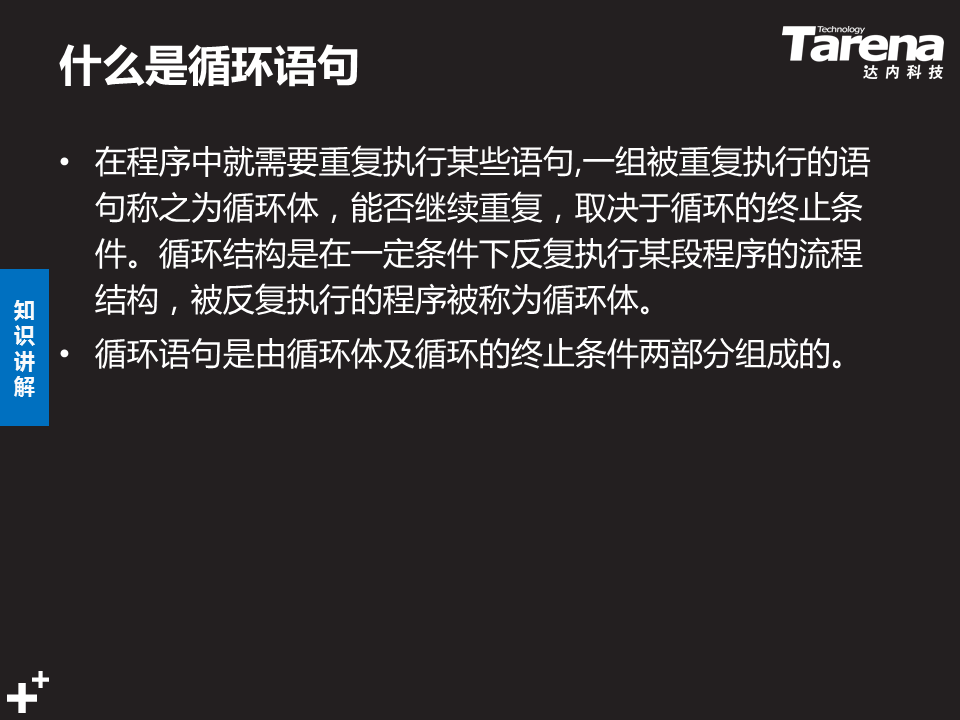 什么是循环语句
Technology
Tarena
达内科技
• 在程序中就需要重复执行某些语句,一组被重复执行的语
句称之为循环体，能否继续重复，取决于循环的终止条
件。循环结构是在一定条件下反复执行某段程序的流程
结构，被反复执行的程序被称为循环体。
• 循环语句是由循环体及循环的终止条件两部分组成的。
知
识
讲
解